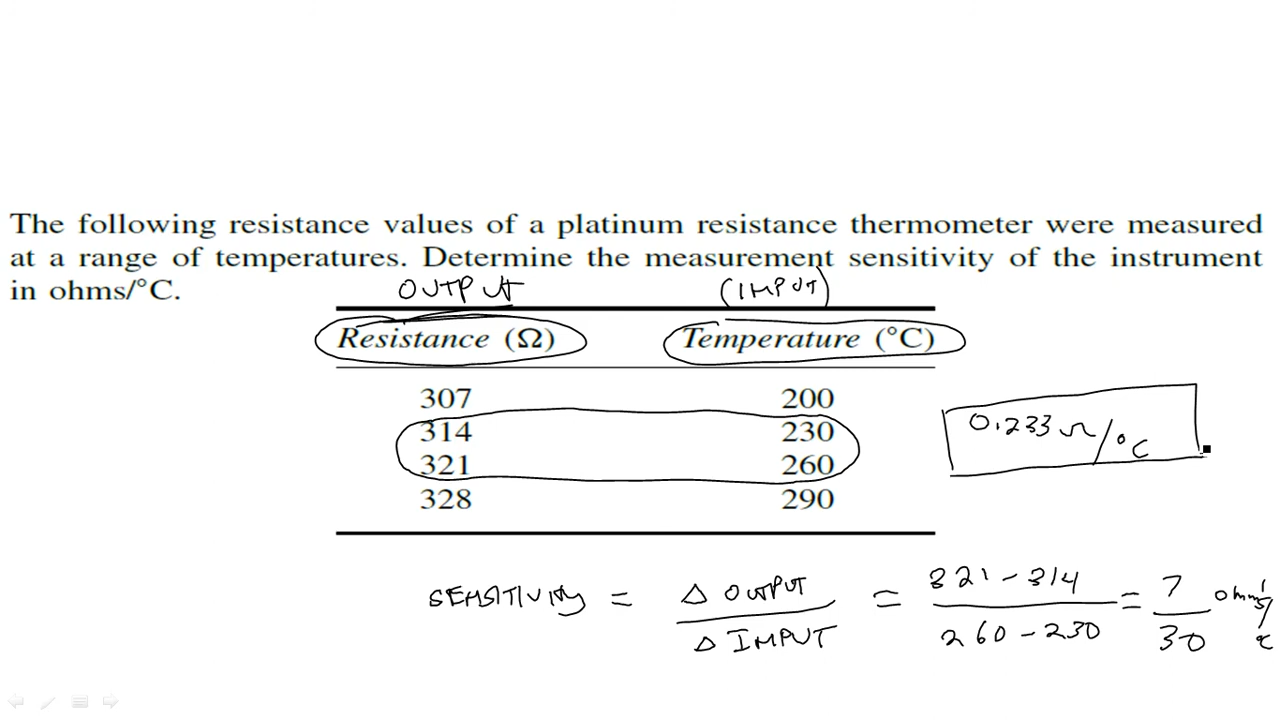 The following resistance values of a platinum resistance thermometer were measured
at a range of temperatures. Determine the measurement sensitivity of the instrument
in ohms/°C.
OUTPUT (INPUT)
Resistance (Ω) Temperature (°C)
307 200
314 230
321 260
328 290
0.233 Ω/°C
SENSITIVITY = Δ OUTPUT / Δ INPUT = 321 - 314 / 260 - 230 = 7 / 30 ohms/°C